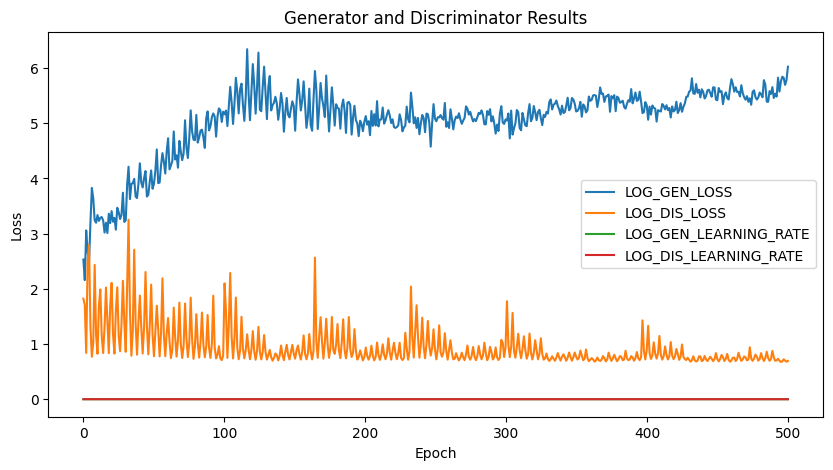 Generator and Discriminator Results
Loss
6
5
4
3
2
1
0
LOG_GEN_LOSS
LOG_DIS_LOSS
LOG_GEN_LEARNING_RATE
LOG_DIS_LEARNING_RATE
0
100
200
300
400
500
Epoch